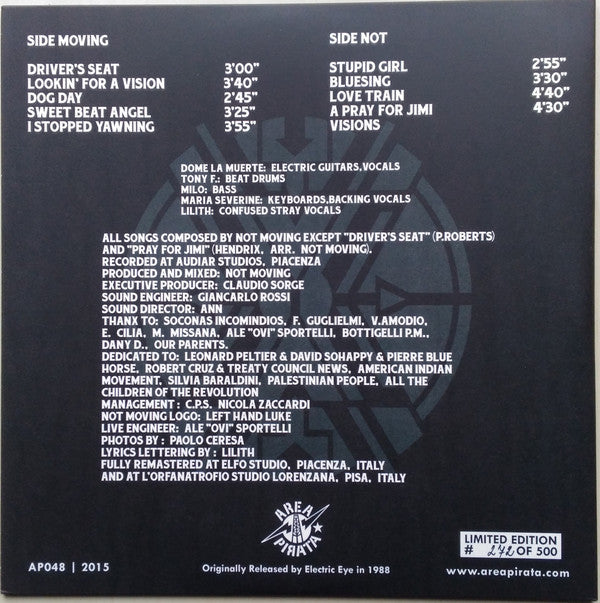 SIDE MOVING
DRIVER'S SEAT 3'00"
LOOKIN' FOR A VISION 3'40"
DOG DAY 2'45"
SWEET BEAT ANGEL 3'25"
I STOPPED YAWNING 3'55"
SIDE NOT
STUPID GIRL 2'55"
BLUESING 3'30"
LOVE TRAIN 4'40"
A PRAY FOR JIMI 4'30"
VISIONS
DOME LA MUERTE: ELECTRIC GUITARS,VOCALS
TONY F.: BEAT DRUMS
MILO: BASS
MARIA SEVERINE: KEYBOARDS,BACKING VOCALS
LILITH: CONFUSED STRAY VOCALS
ALL SONGS COMPOSED BY NOT MOVING EXCEPT "DRIVER'S SEAT" (P.ROBERTS)
AND "PRAY FOR JIMI" (HENDRIX, ARR. NOT MOVING).
RECORDED AT AUDIAR STUDIOS, PIACENZA
PRODUCED AND MIXED: NOT MOVING
EXECUTIVE PRODUCER: CLAUDIO SORGE
SOUND ENGINEER: GIANCARLO ROSSI
SOUND DIRECTOR: ANN
THANX TO: SOCONAS INCOMINDIOS, F. GUGLIELMI, V.AMODIO,
E. CILIA, M. MISSANA, ALE "OVI" SPORTELLI, BOTTIGELLI P.M.,
DANY D., OUR PARENTS.
DEDICATED TO: LEONARD PELTIER & DAVID SOHAPPY & PIERRE BLUE
HORSE, ROBERT CRUZ & TREATY COUNCIL NEWS, AMERICAN INDIAN
MOVEMENT, SILVIA BARALDINI, PALESTINIAN PEOPLE, ALL THE
CHILDREN OF THE REVOLUTION
MANAGEMENT : C.P.S. NICOLA ZACCARDI
NOT MOVING LOGO: LEFT HAND LUKE
LIVE ENGINEER: ALE "OVI" SPORTELLI
PHOTOS BY : PAOLO CERESA
LYRICS LETTERING BY : LILITH
FULLY REMASTERED AT ELFO STUDIO, PIACENZA, ITALY
AND AT L'ORFANATROFIO STUDIO LORENZANA, PISA, ITALY
AREA
PIRATA
LIMITED EDITION
# 272 OF 500
AP048 | 2015
Originally Released by Electric Eye in 1988
www.areapirata.com